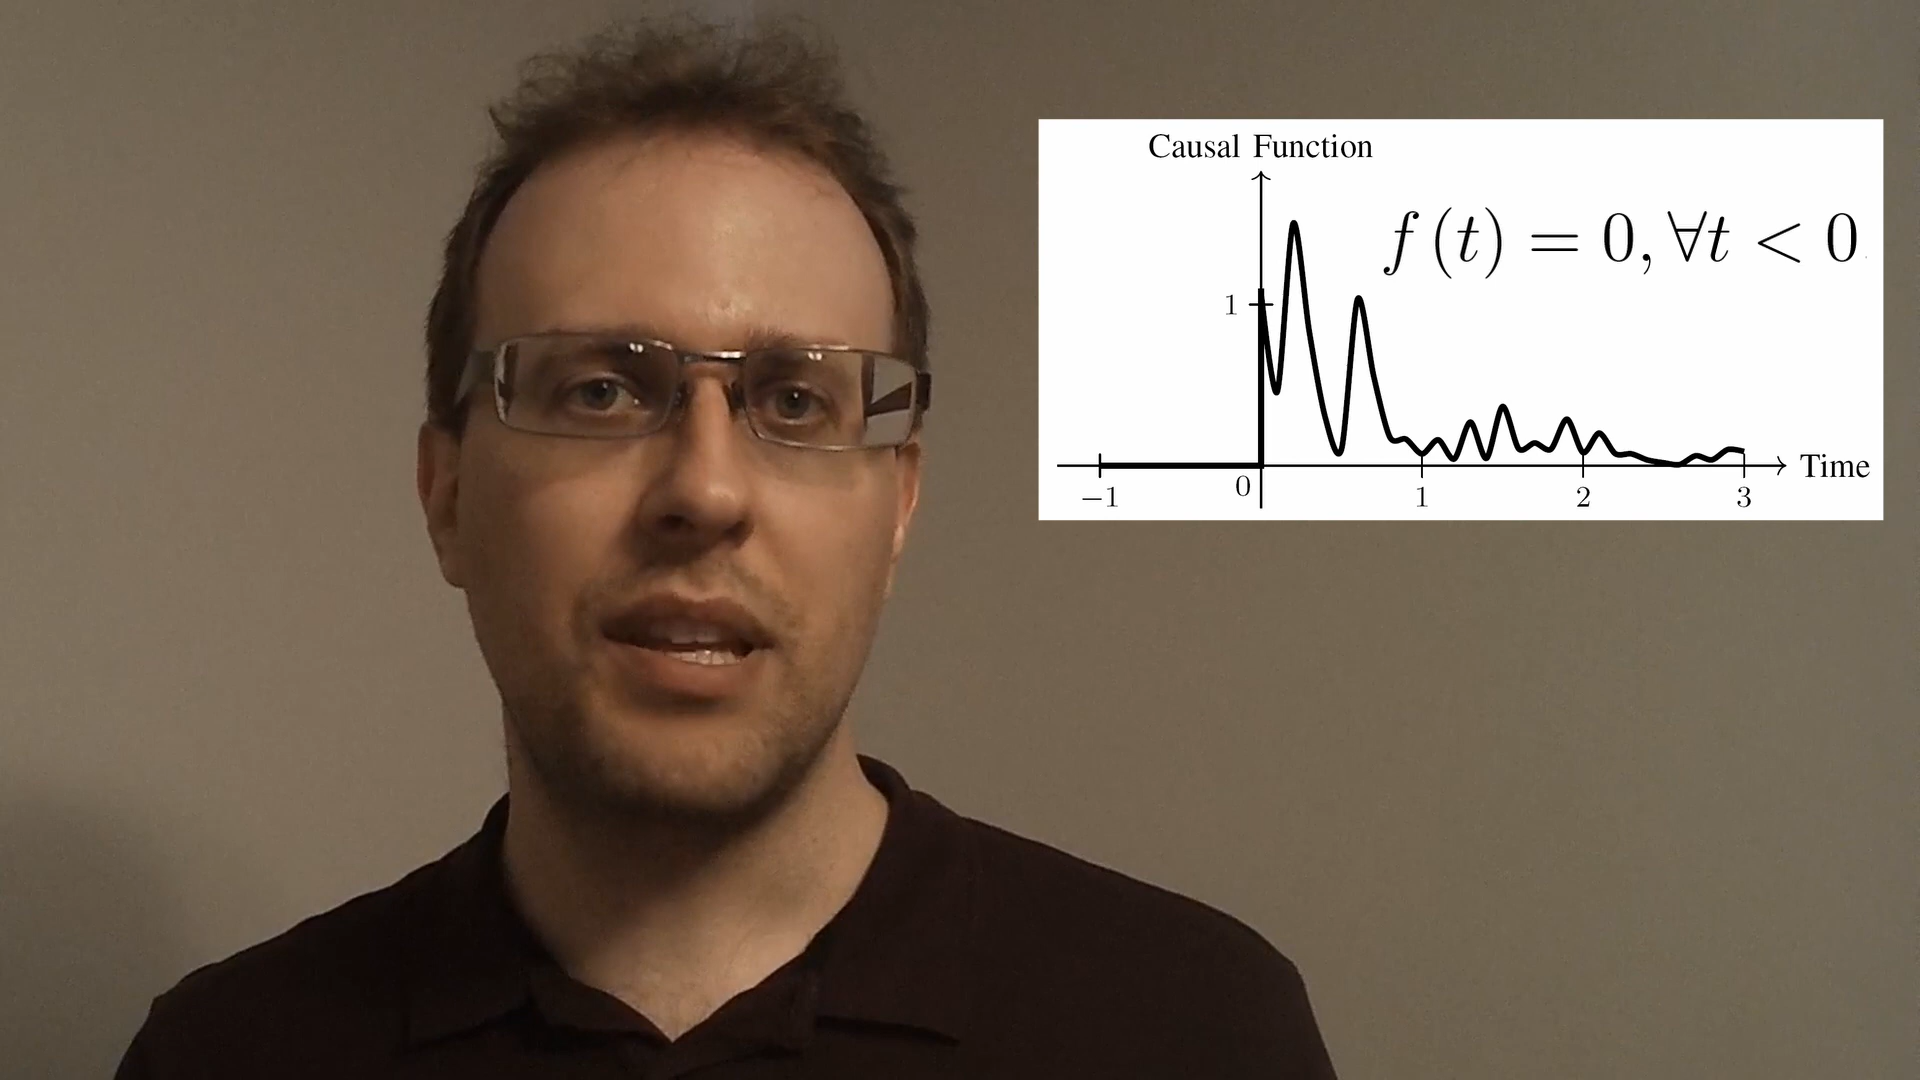 Causal Function
f (t) = 0, ∀t < 0
1
0
Time
−1
1
2
3